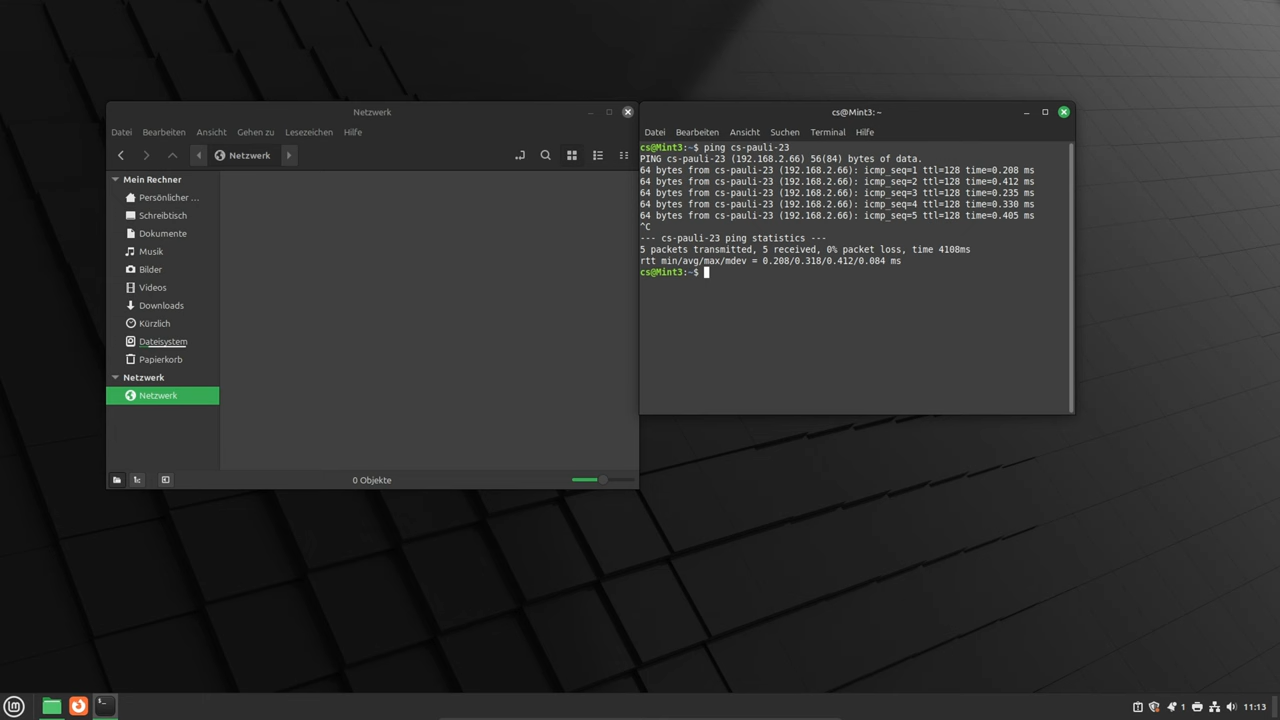 Netzwerk
Datei Bearbeiten Ansicht Gehen zu Lesezeichen Hilfe
Netzwerk
Mein Rechner
Persönlicher ...
Schreibtisch
Dokumente
Musik
Bilder
Videos
Downloads
Kürzlich
Dateisystem
Papierkorb
Netzwerk
Netzwerk
0 Objekte
cs@Mint3: ~
Datei Bearbeiten Ansicht Suchen Terminal Hilfe
cs@Mint3:~$ ping cs-pauli-23
PING cs-pauli-23 (192.168.2.66) 56(84) bytes of data.
64 bytes from cs-pauli-23 (192.168.2.66): icmp_seq=1 ttl=128 time=0.208 ms
64 bytes from cs-pauli-23 (192.168.2.66): icmp_seq=2 ttl=128 time=0.412 ms
64 bytes from cs-pauli-23 (192.168.2.66): icmp_seq=3 ttl=128 time=0.235 ms
64 bytes from cs-pauli-23 (192.168.2.66): icmp_seq=4 ttl=128 time=0.330 ms
64 bytes from cs-pauli-23 (192.168.2.66): icmp_seq=5 ttl=128 time=0.405 ms
^C
--- cs-pauli-23 ping statistics ---
5 packets transmitted, 5 received, 0% packet loss, time 4108ms
rtt min/avg/max/mdev = 0.208/0.318/0.412/0.084 ms
cs@Mint3:~$
1 11:13